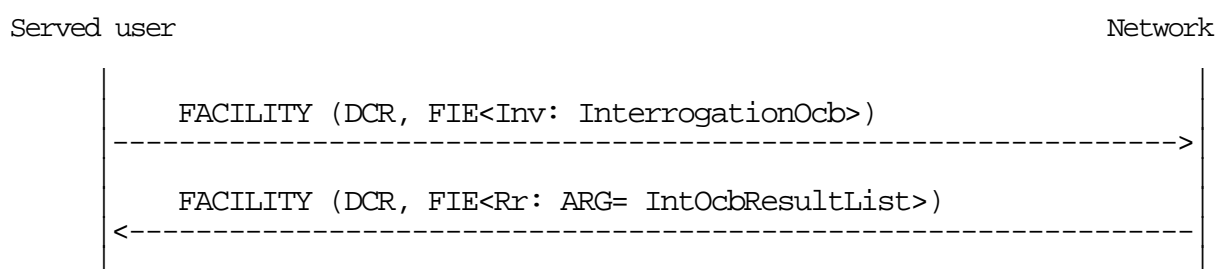 Served user Network
FACILITY (DCR, FIE<Inv: InterrogationOcb>)
FACILITY (DCR, FIE<Rr: ARG= IntOcbResultList>)